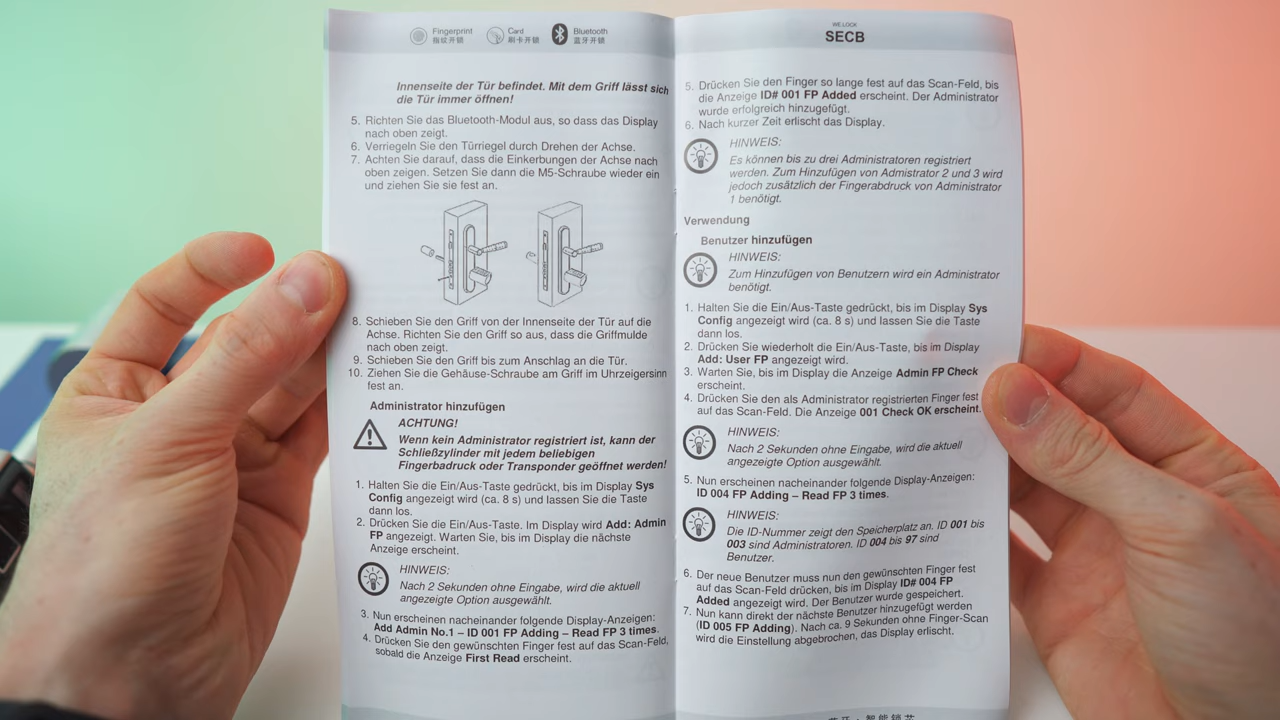 Fingerprint
指纹开锁
Card
刷卡开锁
Bluetooth
蓝牙开锁
Innenseite der Tür befindet. Mit dem Griff lässt sich
die Tür immer öffnen!
5. Richten Sie das Bluetooth-Modul aus, so dass das Display
nach oben zeigt.
6. Verriegeln Sie den Türriegel durch Drehen der Achse.
7. Achten Sie darauf, dass die Einkerbungen der Achse nach
oben zeigen. Setzen Sie dann die M5-Schraube wieder ein
und ziehen Sie sie fest an.
8. Schieben Sie den Griff von der Innenseite der Tür auf die
Achse. Richten Sie den Griff so aus, dass die Griffmulde
nach oben zeigt.
9. Schieben Sie den Griff bis zum Anschlag an die Tür.
10. Ziehen Sie die Gehäuse-Schraube am Griff im Uhrzeigersinn
fest an.
Administrator hinzufügen
ACHTUNG!
Wenn kein Administrator registriert ist, kann der
Schließzylinder mit jedem beliebigen
Fingerbadruck oder Transponder geöffnet werden!
1. Halten Sie die Ein/Aus-Taste gedrückt, bis im Display Sys
Config angezeigt wird (ca. 8 s) und lassen Sie die Taste
dann los.
2. Drücken Sie die Ein/Aus-Taste. Im Display wird Add: Admin
FP angezeigt. Warten Sie, bis im Display die nächste
Anzeige erscheint.
HINWEIS:
Nach 2 Sekunden ohne Eingabe, wird die aktuell
angezeigte Option ausgewählt.
3. Nun erscheinen nacheinander folgende Display-Anzeigen:
Add Admin No.1 – ID 001 FP Adding – Read FP 3 times.
4. Drücken Sie den gewünschten Finger fest auf das Scan-Feld,
sobald die Anzeige First Read erscheint.
WE.LOCK
SECB
5. Drücken Sie den Finger so lange fest auf das Scan-Feld, bis
die Anzeige ID# 001 FP Added erscheint. Der Administrator
wurde erfolgreich hinzugefügt.
6. Nach kurzer Zeit erlischt das Display.
HINWEIS:
Es können bis zu drei Administratoren registriert
werden. Zum Hinzufügen von Admistrator 2 und 3 wird
jedoch zusätzlich der Fingerabdruck von Administrator
1 benötigt.
Verwendung
Benutzer hinzufügen
HINWEIS:
Zum Hinzufügen von Benutzern wird ein Administrator
benötigt.
1. Halten Sie die Ein/Aus-Taste gedrückt, bis im Display Sys
Config angezeigt wird (ca. 8 s) und lassen Sie die Taste
dann los.
2. Drücken Sie wiederholt die Ein/Aus-Taste, bis im Display
Add: User FP angezeigt wird.
3. Warten Sie, bis im Display die Anzeige Admin FP Check
erscheint.
4. Drücken Sie den als Administrator registrierten Finger fest
auf das Scan-Feld. Die Anzeige 001 Check OK erscheint.
HINWEIS:
Nach 2 Sekunden ohne Eingabe, wird die aktuell
angezeigte Option ausgewählt.
5. Nun erscheinen nacheinander folgende Display-Anzeigen:
ID 004 FP Adding – Read FP 3 times.
HINWEIS:
Die ID-Nummer zeigt den Speicherplatz an. ID 001 bis
003 sind Administratoren. ID 004 bis 97 sind
Benutzer.
6. Der neue Benutzer muss nun den gewünschten Finger fest
auf das Scan-Feld drücken, bis im Display ID# 004 FP
Added angezeigt wird. Der Benutzer wurde gespeichert.
7. Nun kann direkt der nächste Benutzer hinzugefügt werden
(ID 005 FP Adding). Nach ca. 9 Sekunden ohne Finger-Scan
wird die Einstellung abgebrochen, das Display erlischt.